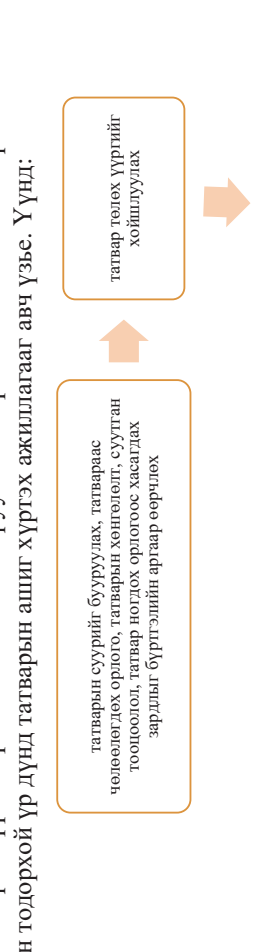 н тодорхой үр дүнд татварын ашиг хүртэх ажиллагааг авч үзье. Үүнд:
татварын суурийг бууруулах, татвараас
чөлөөлөгдөх орлого, татварын хөнгөлөлт, суутган
тооцоолол, татвар ногдох орлогоос хасагдах
зардлыг бүртгэлийн аргаар өөрчлөх
татвар төлөх үүргийг
хойшлуулах